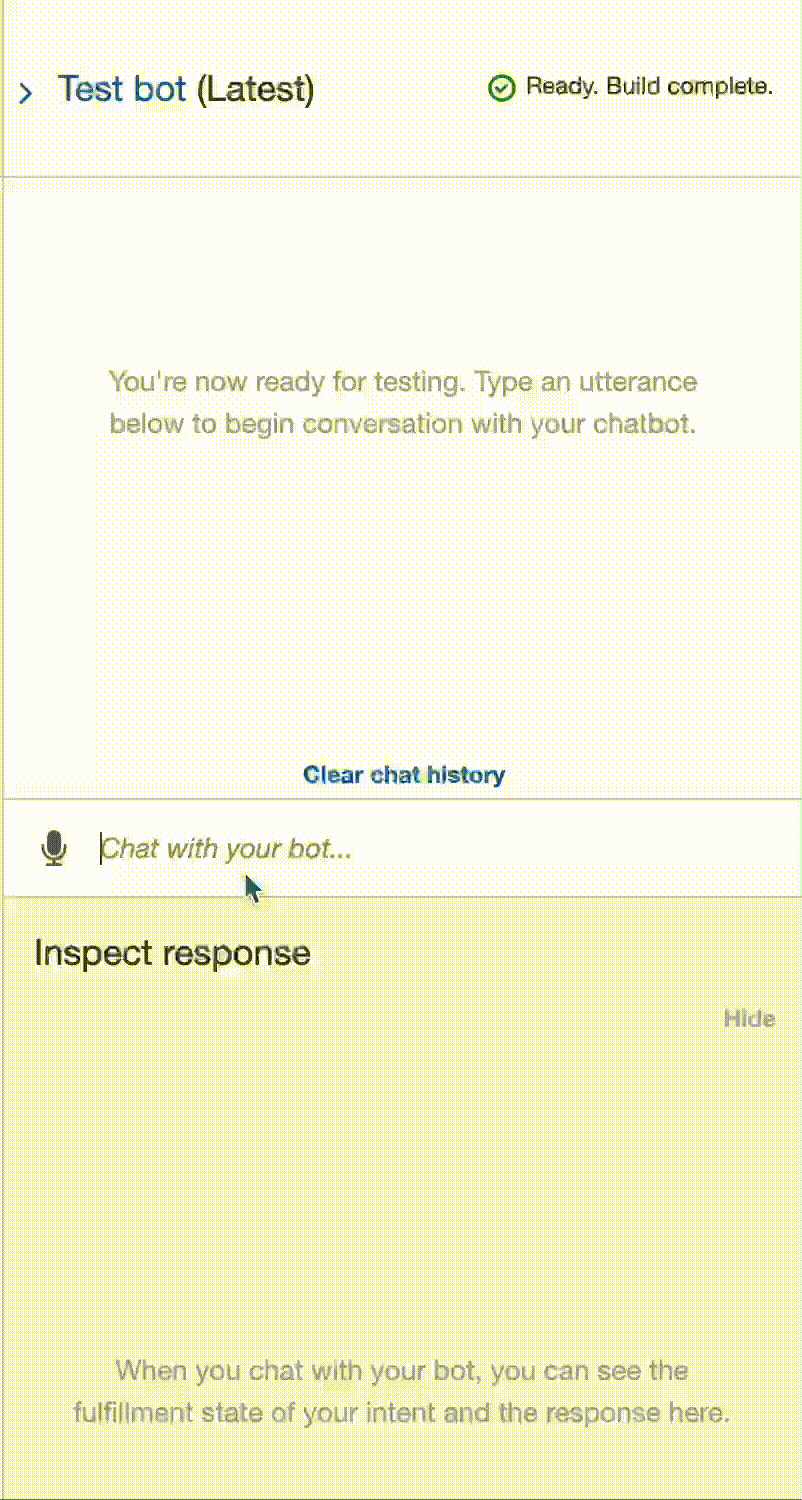 Test bot (Latest)
Ready. Build complete.
You're now ready for testing. Type an utterance
below to begin conversation with your chatbot.
Clear chat history
Chat with your bot...
Inspect response
Hide
When you chat with your bot, you can see the
fulfillment state of your intent and the response here.